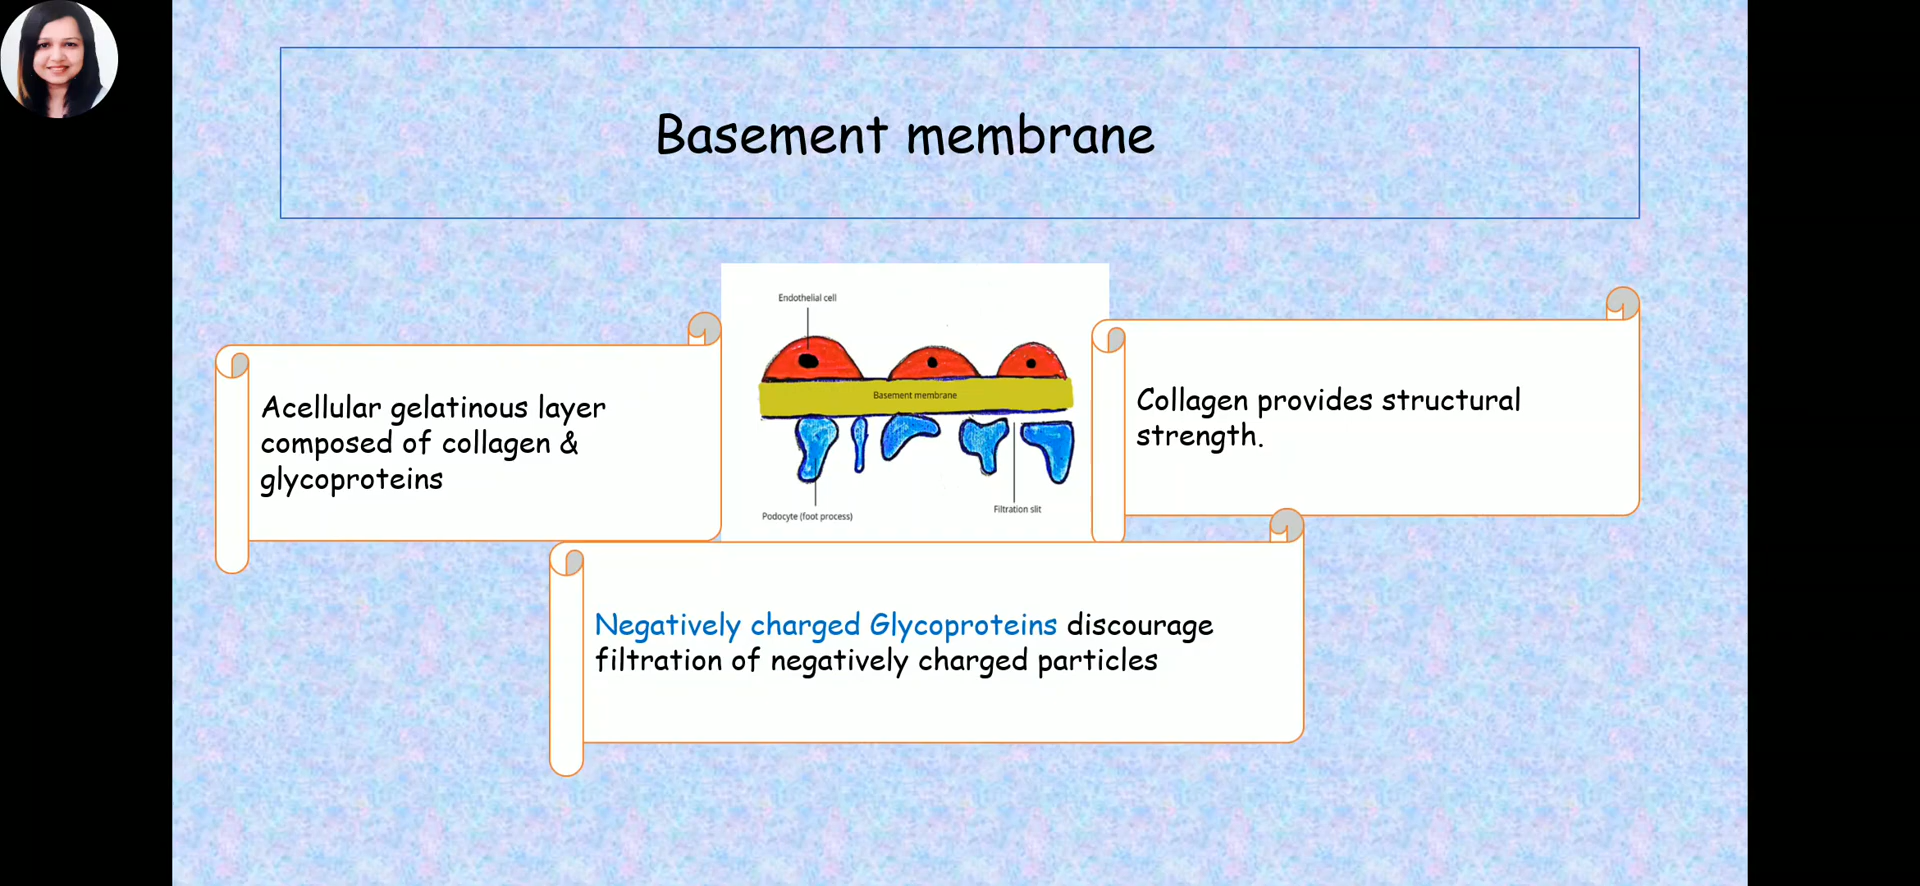 Basement membrane
Endothelial cell
Basement membrane
Podocyte (foot process)
Filtration slit
Acellular gelatinous layer
composed of collagen &
glycoproteins
Collagen provides structural
strength.
Negatively charged Glycoproteins discourage
filtration of negatively charged particles